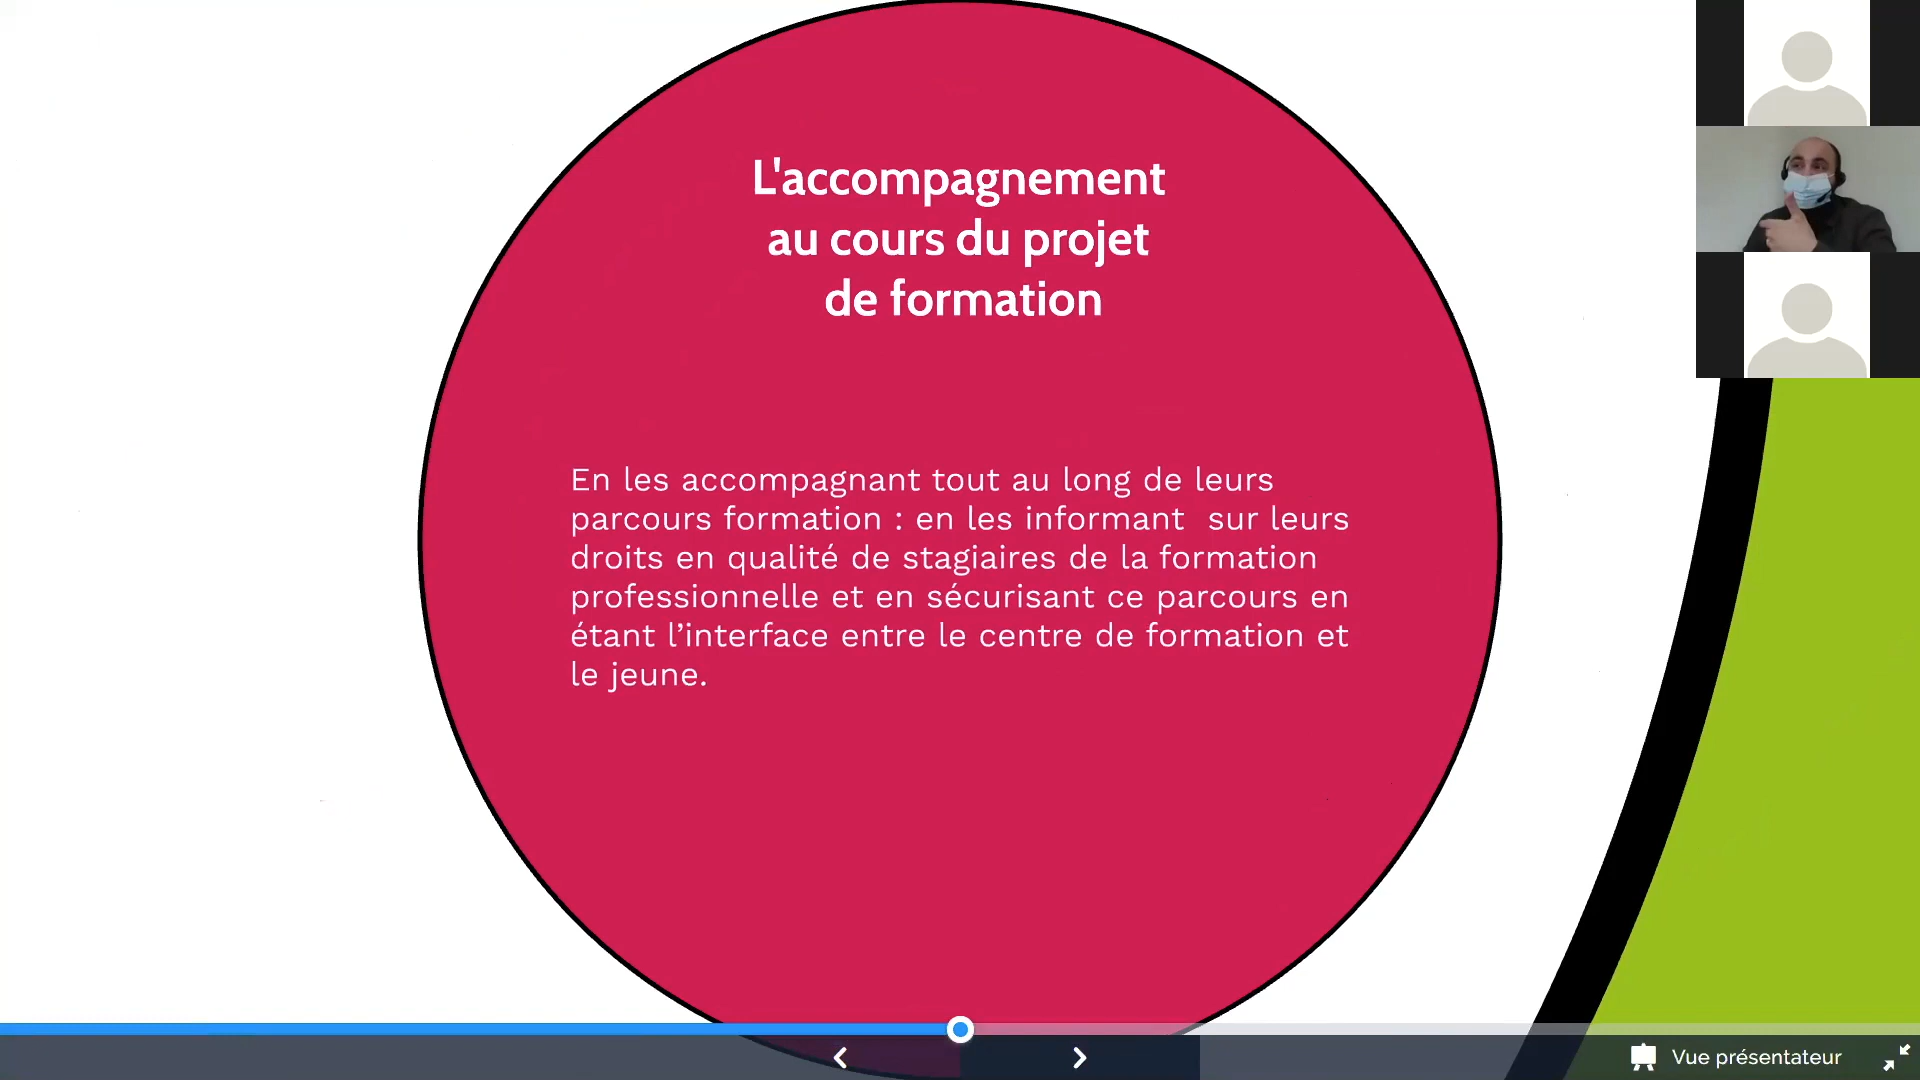 L'accompagnement
au cours du projet
de formation
En les accompagnant tout au long de leurs
parcours formation : en les informant  sur leurs
droits en qualité de stagiaires de la formation
professionnelle et en sécurisant ce parcours en
étant l’interface entre le centre de formation et
le jeune.
Vue présentateur